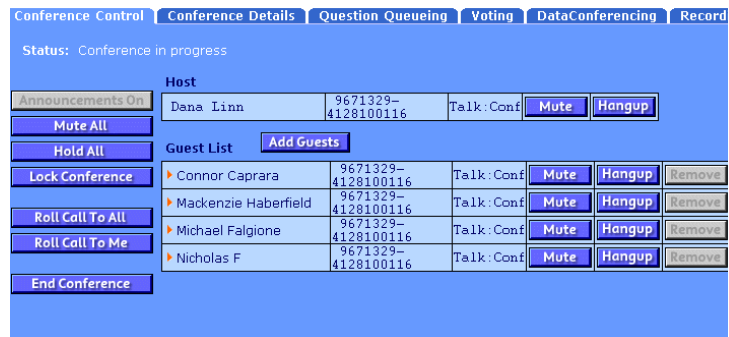 Conference Control Conference Details Question Queueing Voting DataConferencing Record
Status: Conference in progress
Host
Announcements On
Dana Linn 9671329-4128100116 Talk:Conf Mute Hangup
Mute All
Hold All
Guest List Add Guests
Lock Conference
Connor Caprara 9671329-4128100116 Talk:Conf Mute Hangup Remove
Mackenzie Haberfield 9671329-4128100116 Talk:Conf Mute Hangup Remove
Roll Call To All
Michael Falgione 9671329-4128100116 Talk:Conf Mute Hangup Remove
Roll Call To Me
Nicholas F 9671329-4128100116 Talk:Conf Mute Hangup Remove
End Conference